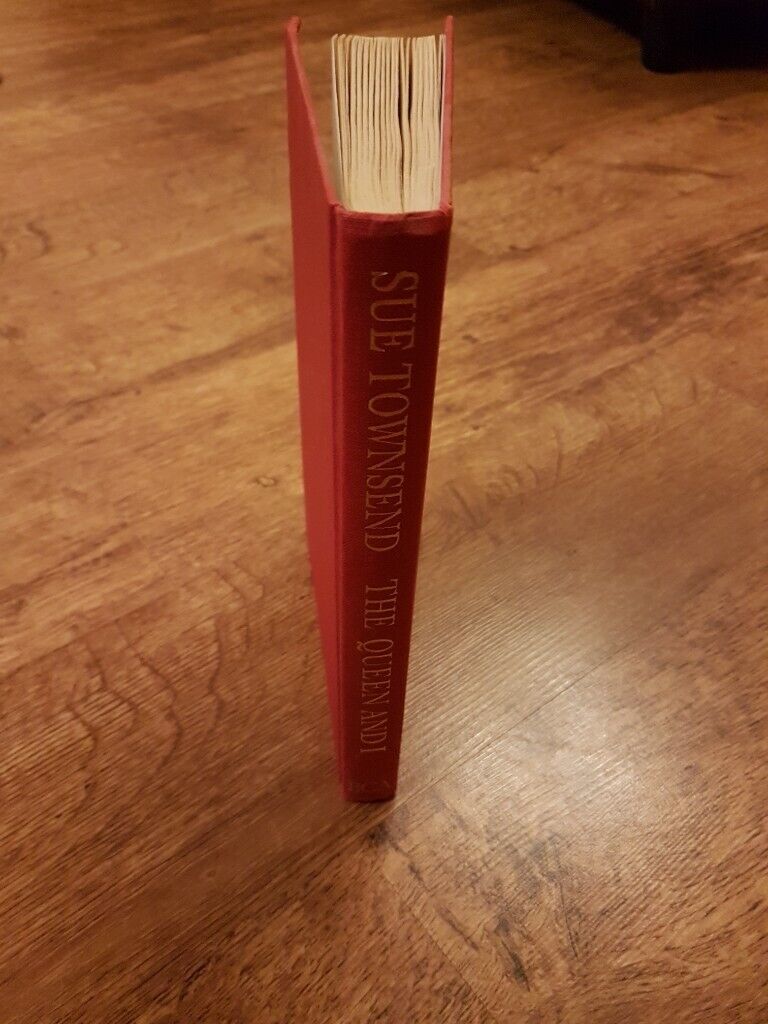 SUE TOWNSEND THE QUEEN AND I